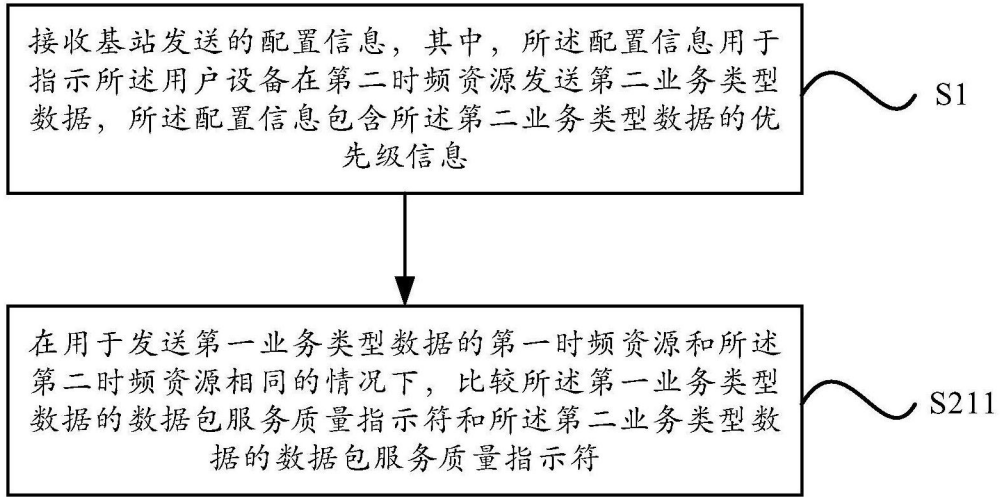 接收基站发送的配置信息，其中，所述配置信息用于
指示所述用户设备在第二时频资源发送第二业务类型
数据，所述配置信息包含所述第二业务类型数据的优
先级信息
S1
在用于发送第一业务类型数据的第一时频资源和所述
第二时频资源相同的情况下，比较所述第一业务类型
数据的数据包服务质量指示符和所述第二业务类型数
据的数据包服务质量指示符
S211